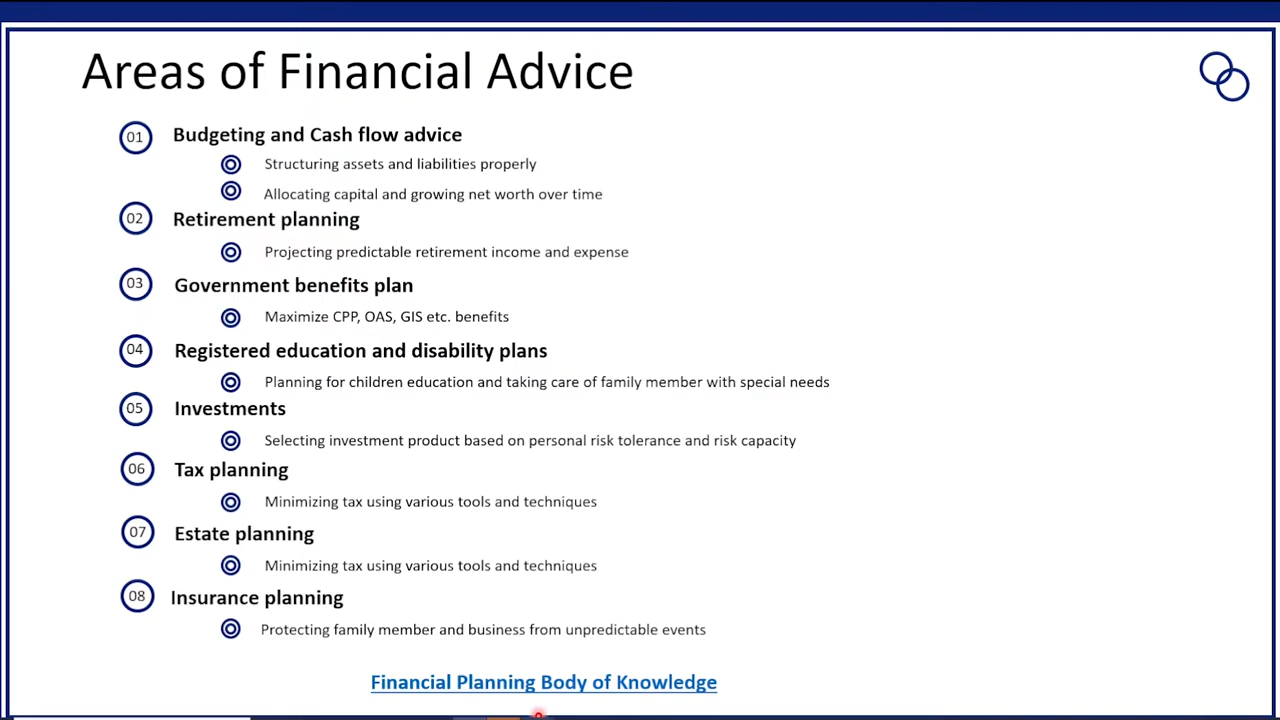 Areas of Financial Advice
01 Budgeting and Cash flow advice
Structuring assets and liabilities properly
Allocating capital and growing net worth over time
02 Retirement planning
Projecting predictable retirement income and expense
03 Government benefits plan
Maximize CPP, OAS, GIS etc. benefits
04 Registered education and disability plans
Planning for children education and taking care of family member with special needs
05 Investments
Selecting investment product based on personal risk tolerance and risk capacity
06 Tax planning
Minimizing tax using various tools and techniques
07 Estate planning
Minimizing tax using various tools and techniques
08 Insurance planning
Protecting family member and business from unpredictable events
Financial Planning Body of Knowledge